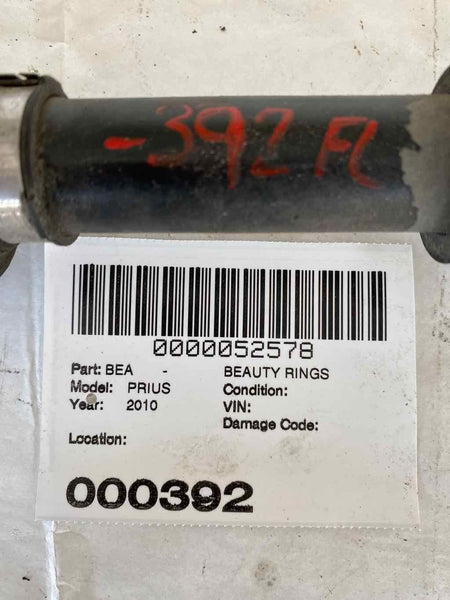 -392 FL
0000052578
Part: BEA - BEAUTY RINGS
Model: PRIUS Condition:
Year: 2010 VIN:
Damage Code:
Location:
000392